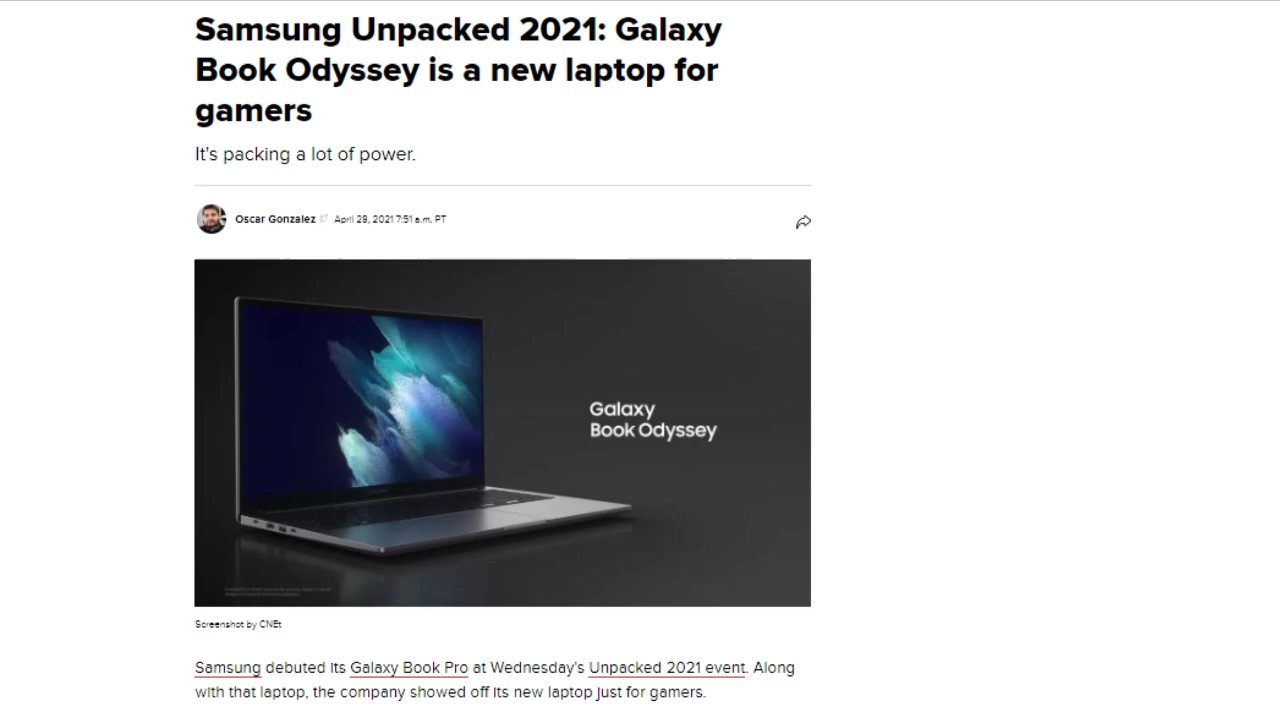 Samsung Unpacked 2021: Galaxy
Book Odyssey is a new laptop for
gamers
It's packing a lot of power.
Oscar Gonzalez April 28, 2021 7:51 a.m. PT
Galaxy
Book Odyssey
Screenshot by CNEt
Samsung debuted its Galaxy Book Pro at Wednesday's Unpacked 2021 event. Along
with that laptop, the company showed off its new laptop just for gamers.